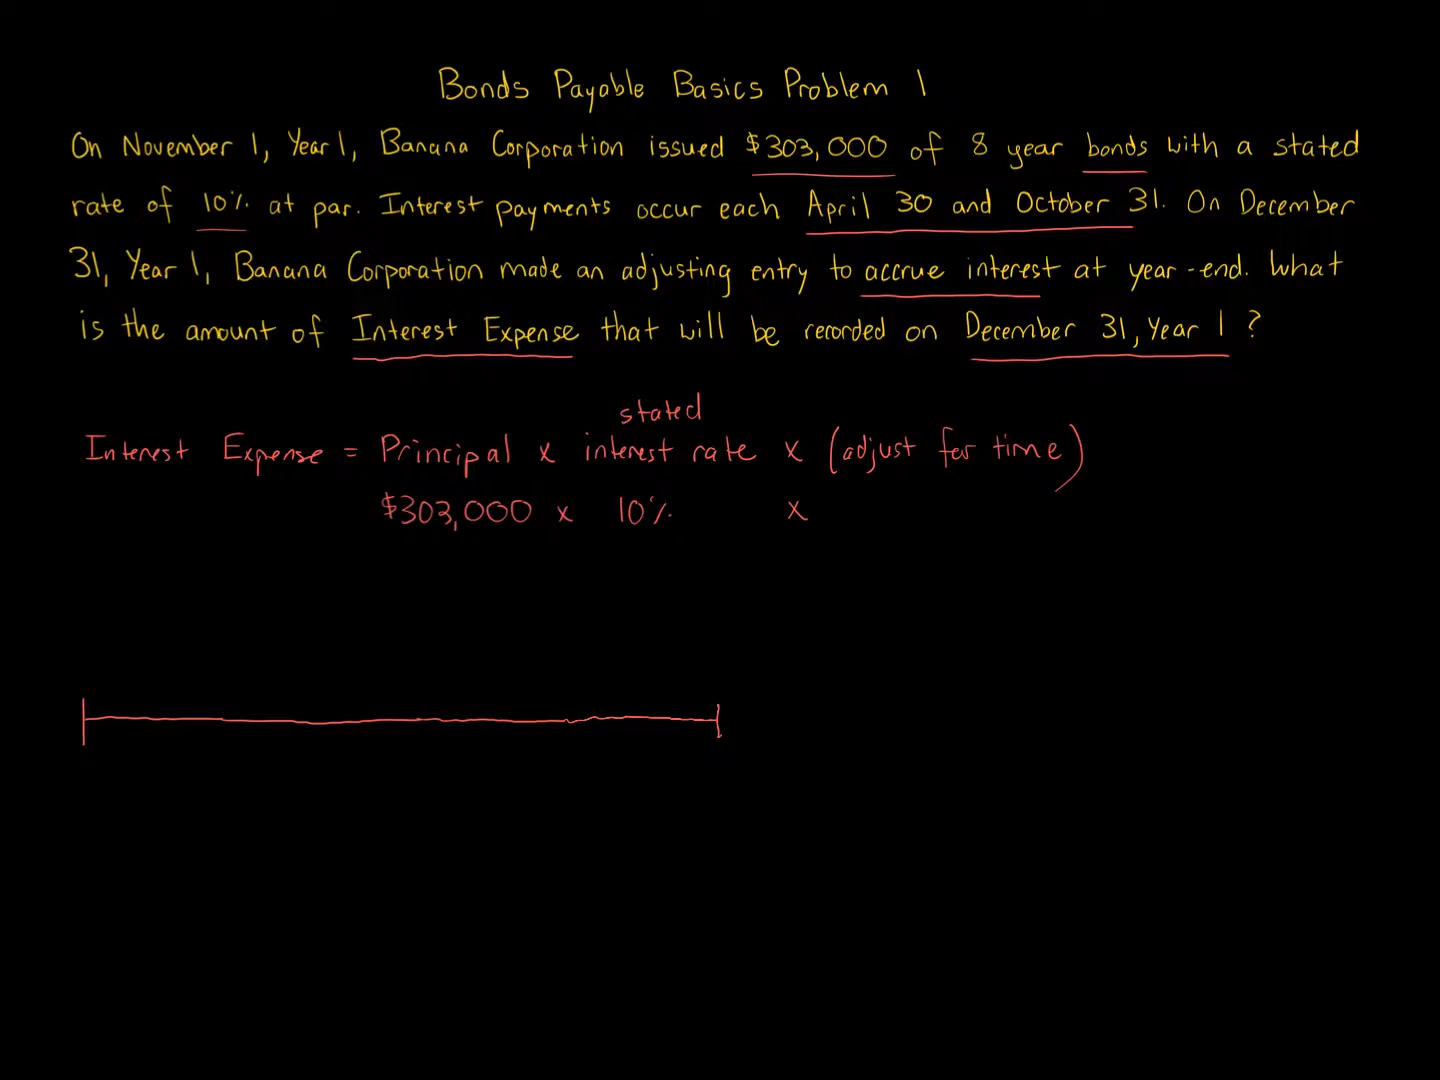 Bonds Payable Basics Problem 1
On November 1, Year 1, Banana Corporation issued $303,000 of 8 year bonds with a stated
rate of 10% at par. Interest payments occur each April 30 and October 31. On December
31, Year 1, Banana Corporation made an adjusting entry to accrue interest at year-end. What
is the amount of Interest Expense that will be recorded on December 31, Year 1?
stated
Interest Expense = Principal x interest rate x (adjust for time)
$303,000 x 10% x